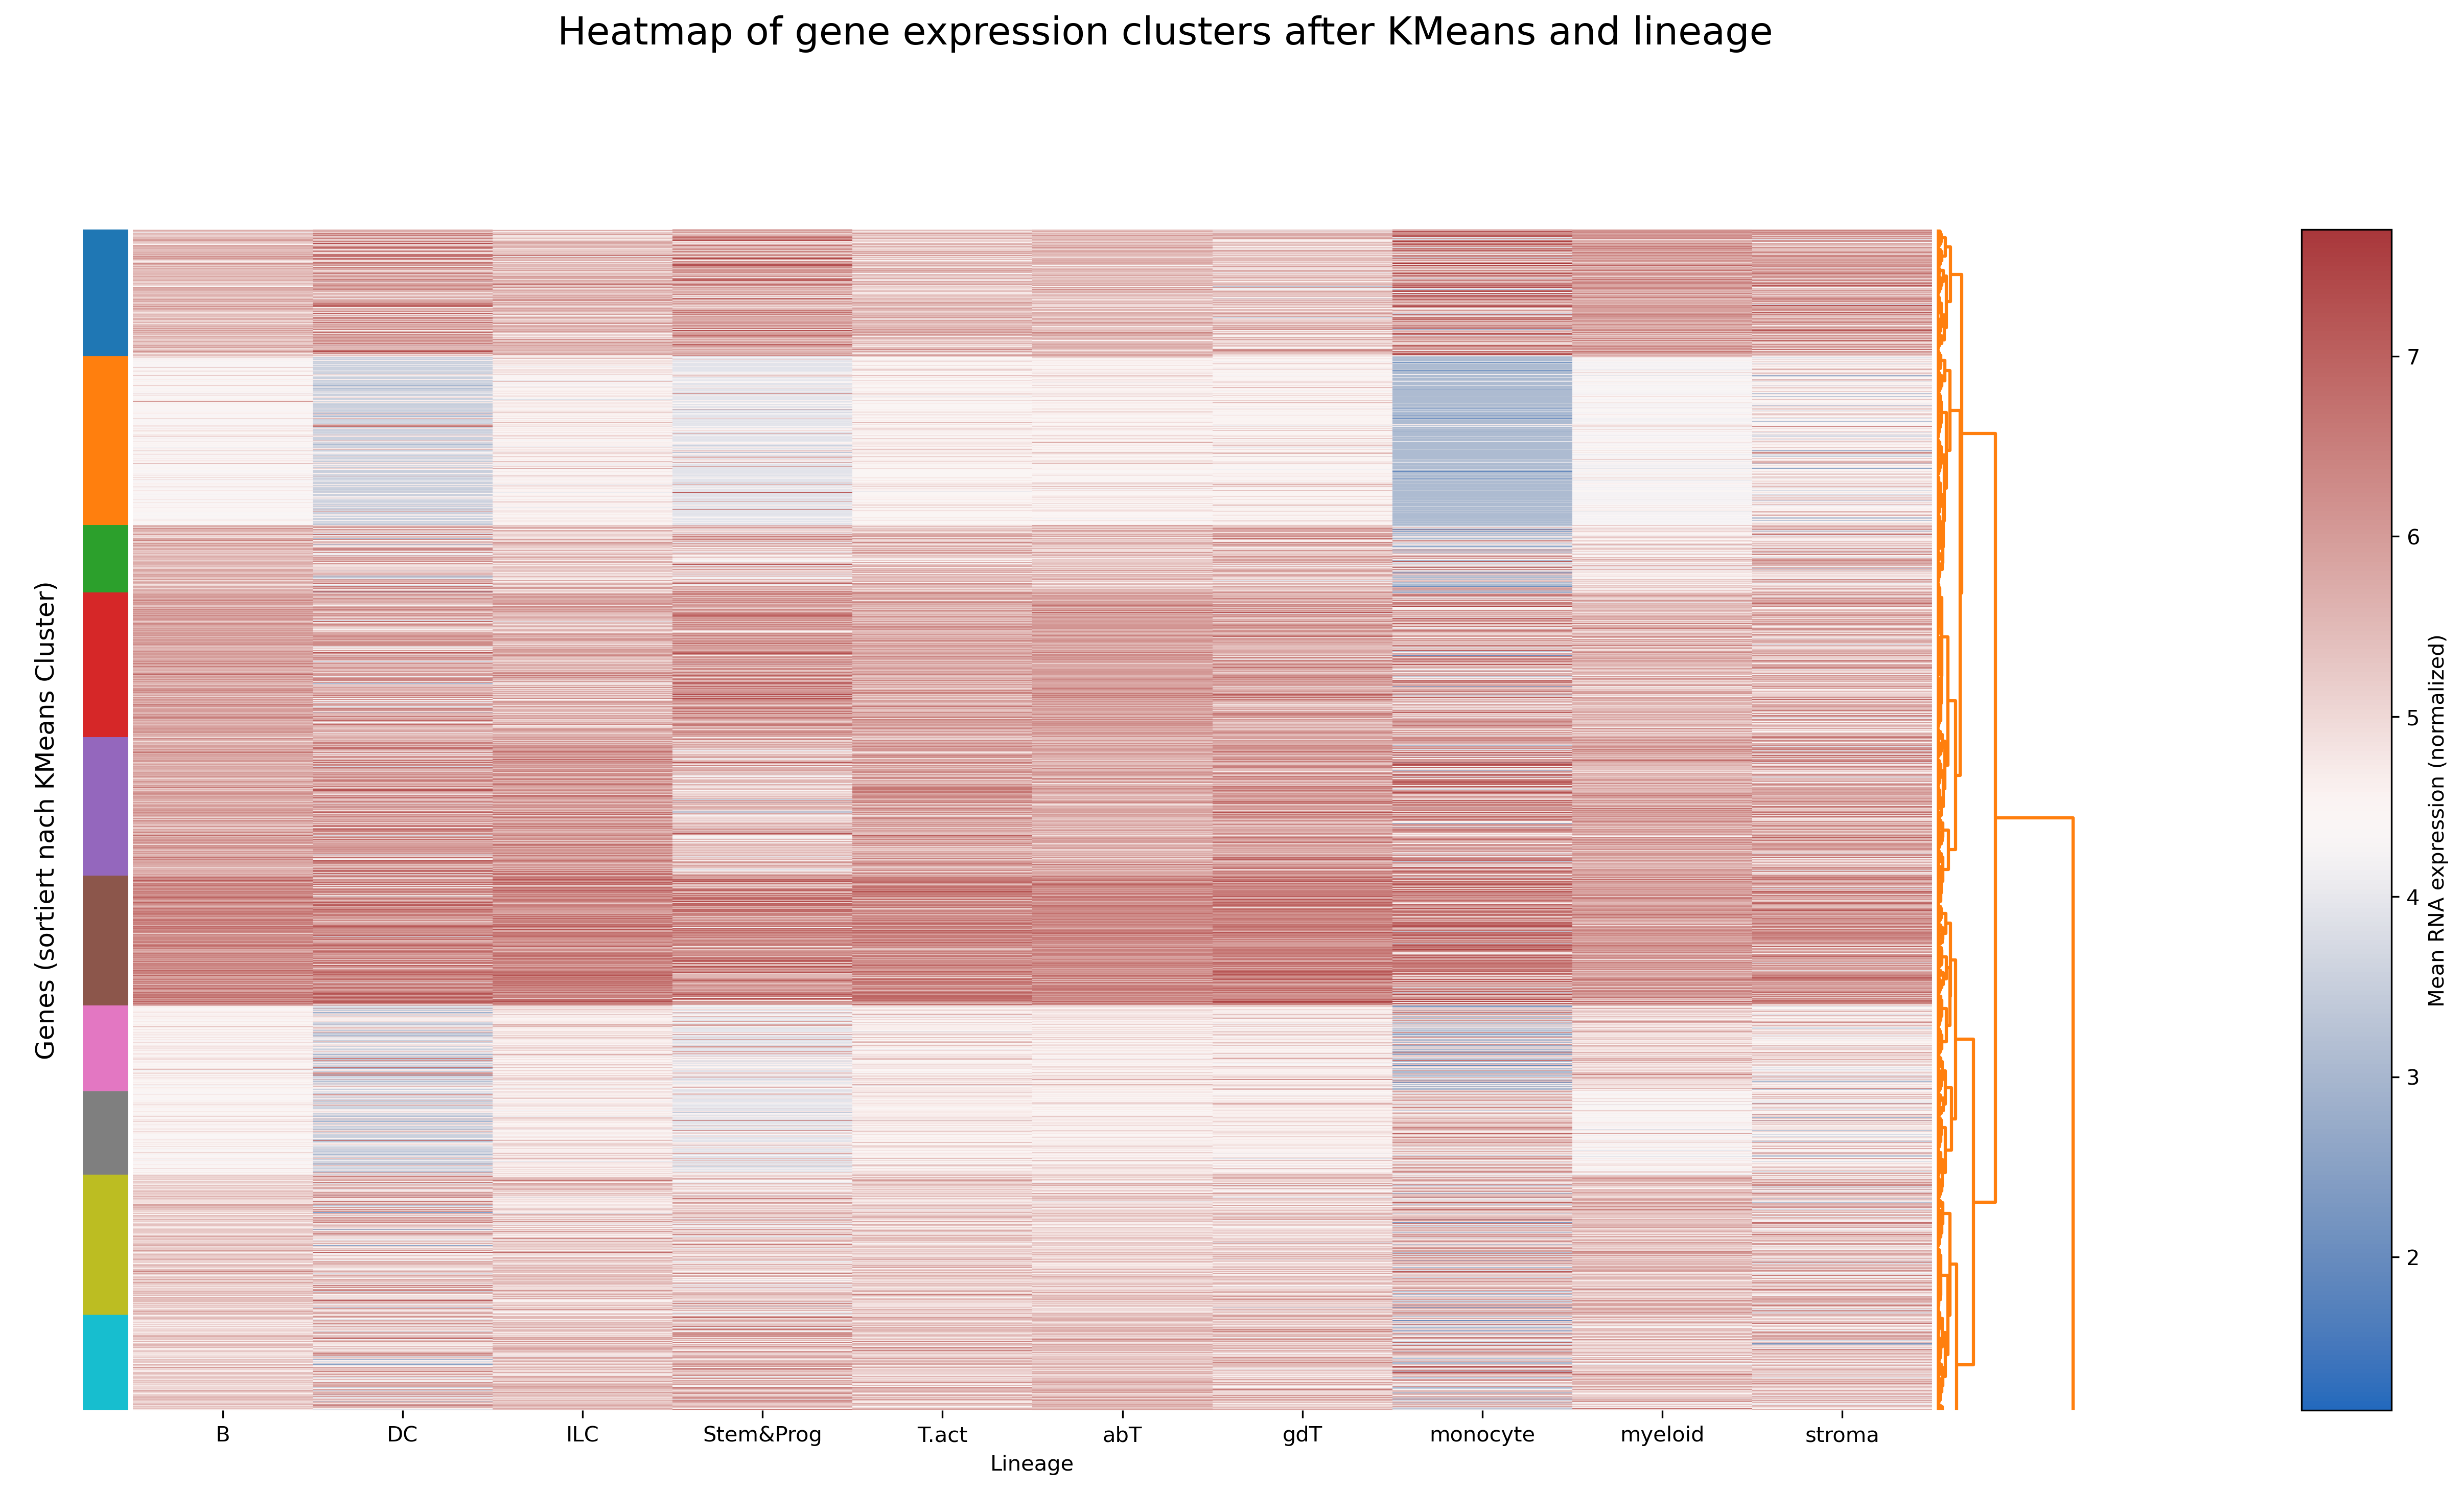 Heatmap of gene expression clusters after KMeans and lineage
Genes (sortiert nach KMeans Cluster)
B
DC
ILC
Stem&Prog
T.act
abT
gdT
monocyte
myeloid
stroma
Lineage
7
6
5
4
3
2
Mean RNA expression (normalized)